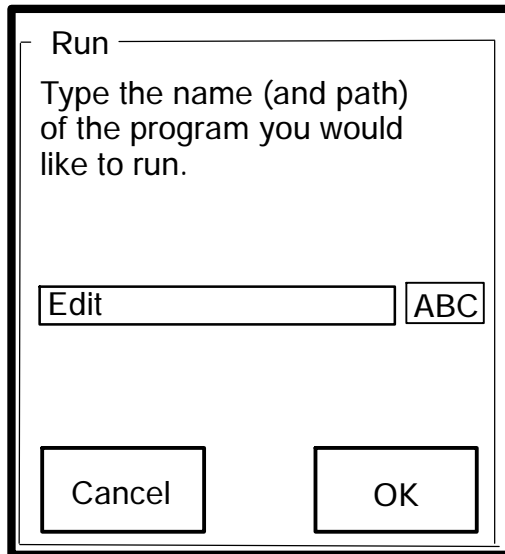 Run
Type the name (and path)
of the program you would
like to run.
Edit ABC
Cancel OK